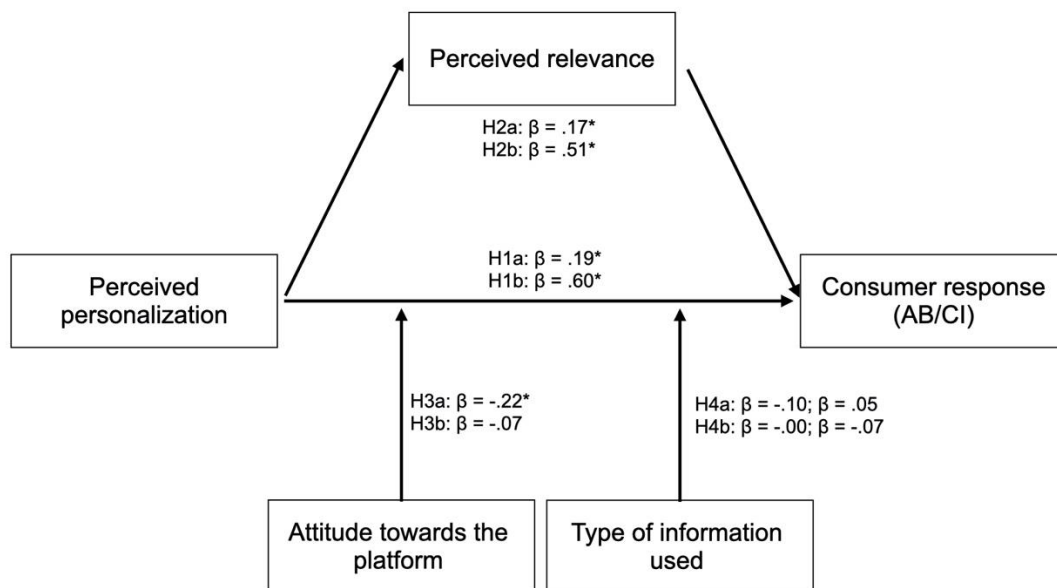 Perceived relevance
H2a: β = .17*
H2b: β = .51*
H1a: β = .19*
H1b: β = .60*
Perceived
personalization
Consumer response
(AB/CI)
H3a: β = -.22*
H3b: β = -.07
H4a: β = -.10; β = .05
H4b: β = -.00; β = -.07
Attitude towards the
platform
Type of information
used